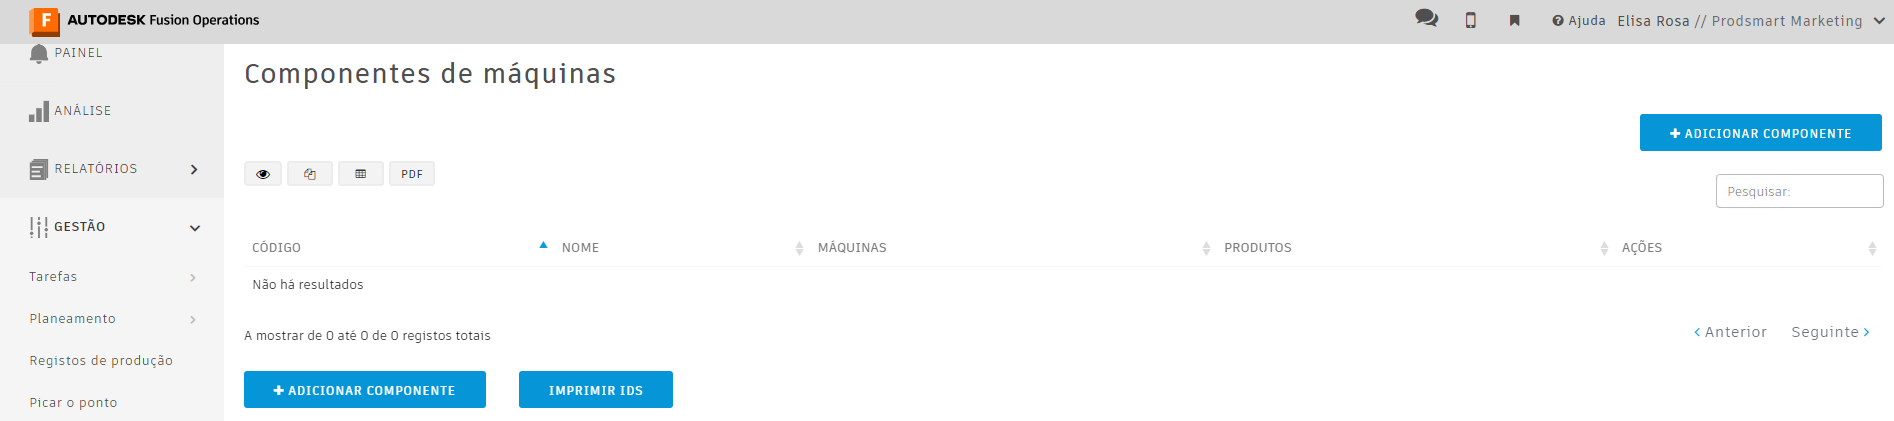 F AUTODESK Fusion Operations
Ajuda Elisa Rosa // Prodsmart Marketing
PAINEL
ANÁLISE
RELATÓRIOS
GESTÃO
Tarefas
Planeamento
Registos de produção
Picar o ponto
Componentes de máquinas
+ ADICIONAR COMPONENTE
PDF
Pesquisar:
CÓDIGO NOME MÁQUINAS PRODUTOS AÇÕES
Não há resultados
A mostrar de 0 até 0 de 0 registos totais
Anterior Seguinte
+ ADICIONAR COMPONENTE IMPRIMIR IDS